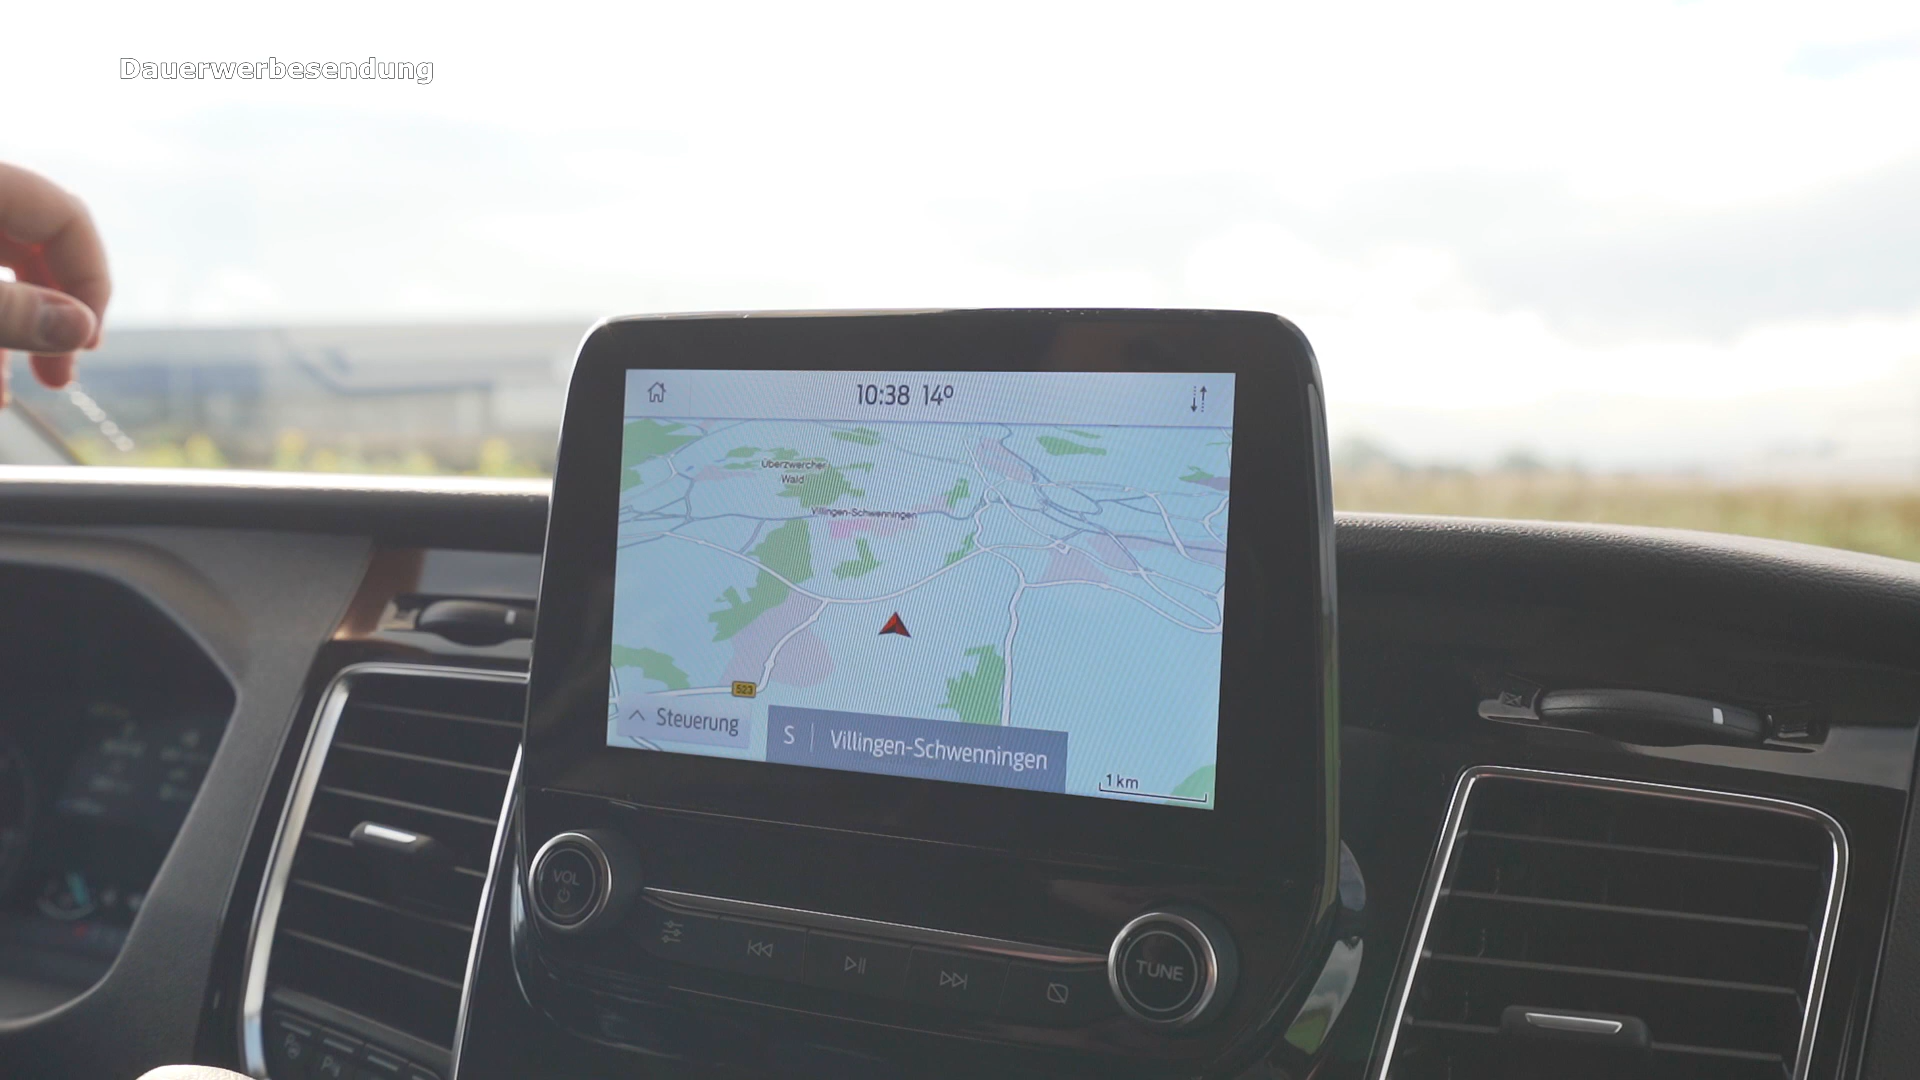 Dauerwerbesendung
10:38 14°
Überzwercher
Wald
Villingen-Schwenningen
523
Steuerung
S | Villingen-Schwenningen
1 km
VOL
TUNE